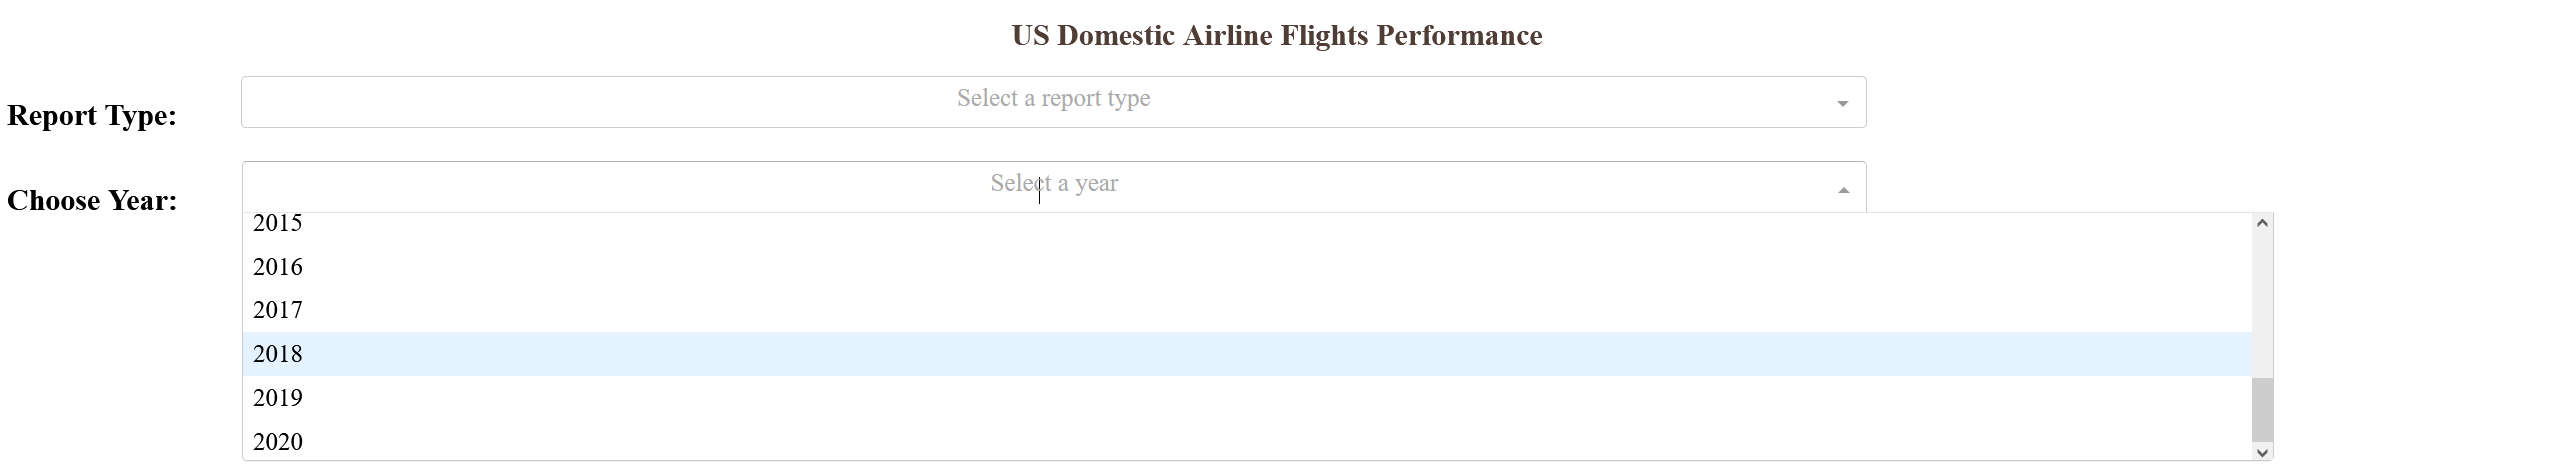 US Domestic Airline Flights Performance
Report Type:
Select a report type
Choose Year:
Select a year
2015
2016
2017
2018
2019
2020